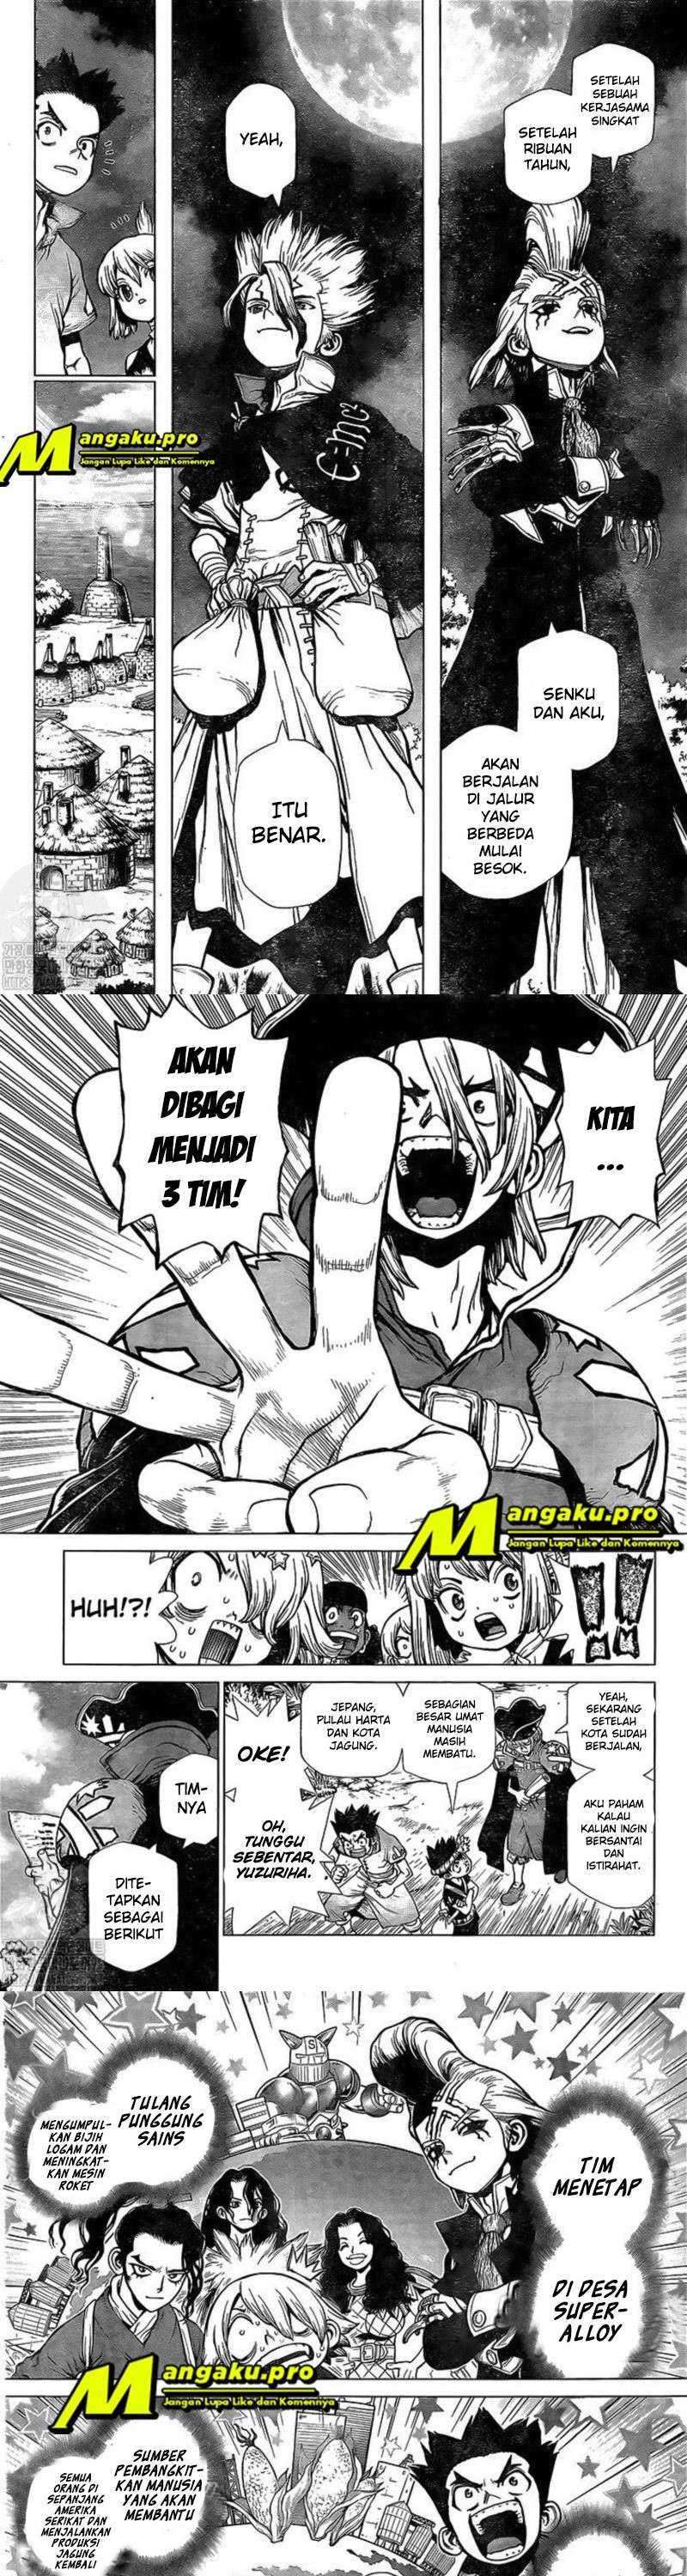 SETELAH
SEBUAH
KERJASAMA
SINGKAT
SETELAH
RIBUAN
TAHUN,
YEAH,
E=mc²
Mangaku.pro
Jangan Lupa Like dan Komennya
SENKU
DAN AKU,
AKAN
BERJALAN
DI JALUR
YANG
BERBEDA
MULAI
BESOK.
ITU
BENAR.
KITA
...
AKAN
DIBAGI
MENJADI
3 TIM!
Mangaku.pro
Jangan Lupa Like dan Komennya
!!
HUH!?!
YEAH,
SEKARANG
SETELAH
KOTA SUDAH
BERJALAN,
AKU PAHAM
KALAU
KALIAN INGIN
BERSANTAI
DAN
ISTIRAHAT.
SEBAGIAN
BESAR UMAT
MANUSIA
MASIH
MEMBATU.
JEPANG,
PULAU HARTA
DAN KOTA
JAGUNG.
OKE!
OH,
TUNGGU
SEBENTAR,
YUZURIHA.
TIM-
NYA
DITE-
TAPKAN
SEBAGAI
BERIKUT
TIM
MENETAP
DI DESA
SUPER-
ALLOY
TULANG
PUNGGUNG
SAINS
MENGUMPUL-
KAN BIJIH
LOGAM DAN
MENINGKAT-
KAN MESIN
ROKET
T S
Mangaku.pro
Jangan Lupa Like dan Komennya
SUMBER
PEMBANGKIT-
KAN MANUSIA
YANG AKAN
MEMBANTU
SEMUA
ORANG DI
SEPANJANG
AMERIKA
SERIKAT DAN
MENJALANKAN
PRODUKSI
JAGUNG
KEMBALI